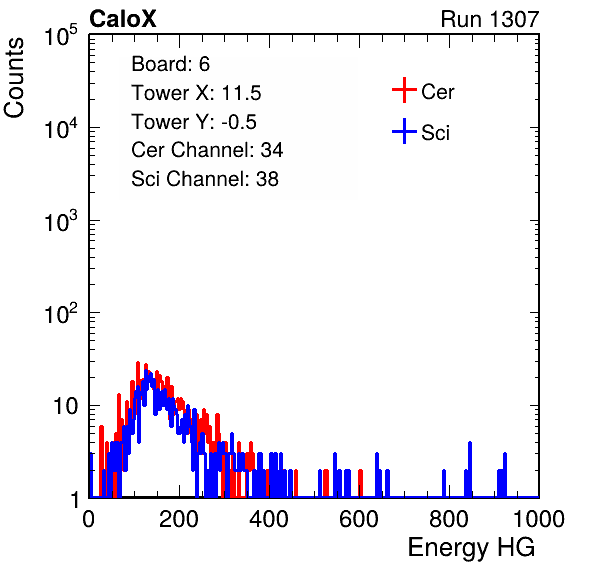 CaloX
Run 1307
Counts
10^5
10^4
10^3
10^2
10
1
Board: 6
Tower X: 11.5
Tower Y: -0.5
Cer Channel: 34
Sci Channel: 38
Cer
Sci
0 200 400 600 800 1000
Energy HG